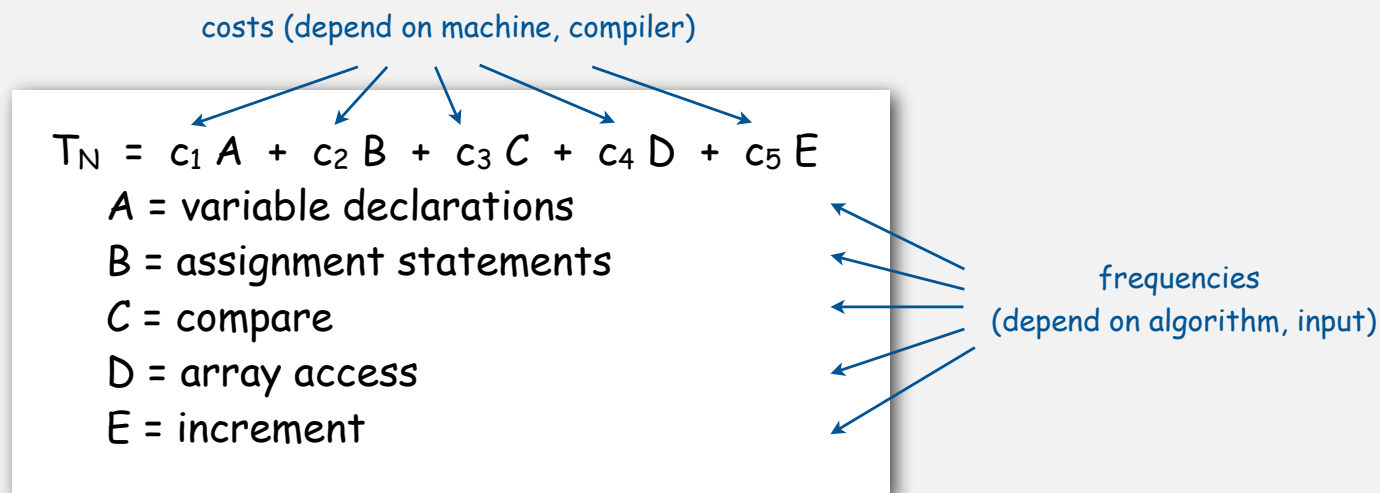 costs (depend on machine, compiler)
T_N = c₁ A + c₂ B + c₃ C + c₄ D + c₅ E
A = variable declarations
B = assignment statements
C = compare
D = array access
E = increment
frequencies
(depend on algorithm, input)